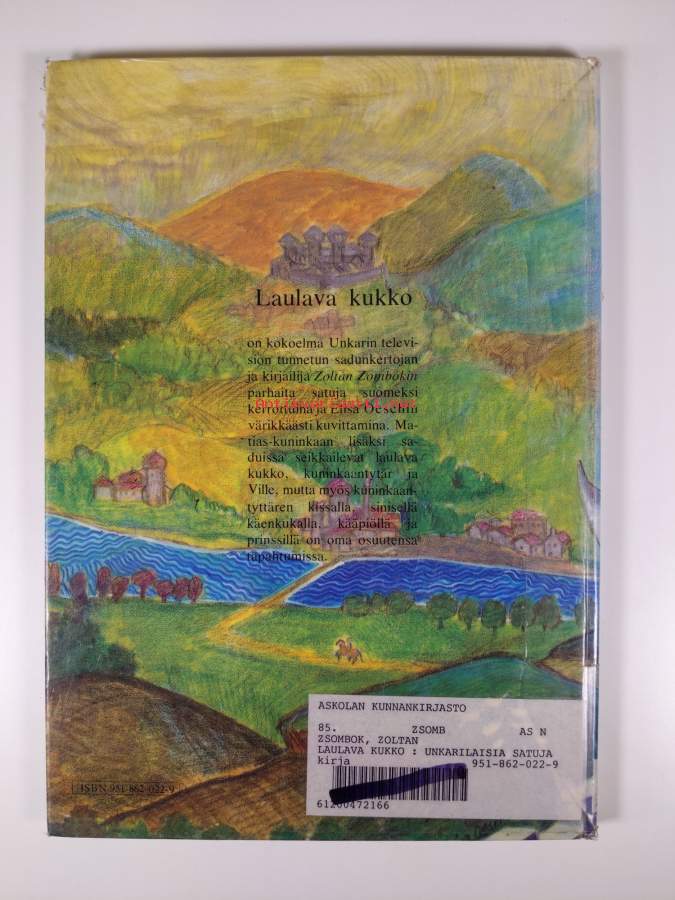 Laulava kukko
on kokoelma Unkarin televi-
sion tunnetun sadunkertojan
ja kirjailija Zoltán Zombokin
parhaita satuja suomeksi
kerrottuina ja Elisa Oeschin
värikkäästi kuvittamina. Ma-
tias-kuninkaan lisäksi sa-
duissa seikkailevat laulava
kukko, kuninkaantytär ja
Ville, mutta myös kuninkaan-
tyttären kissalla, sinisellä
käenkukalla, kääpiöllä ja
prinssillä on oma osuutensa
tapahtumissa.
ASKOLAN KUNNANKIRJASTO
85. ZSOMB AS N
ZSOMBOK, ZOLTAN
LAULAVA KUKKO : UNKARILAISIA SATUJA
kirja 951-862-022-9
61200472166
ISBN 951-862-022-9